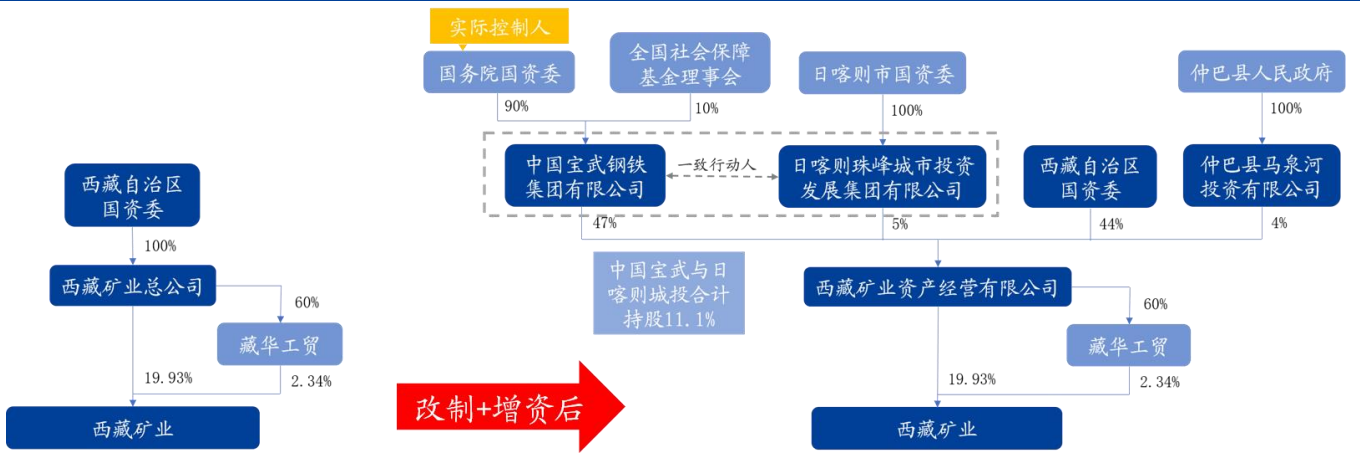 西藏自治区
国资委
100%
西藏矿业总公司
60%
藏华工贸
19.93%
2.34%
西藏矿业
改制+增资后
实际控制人
国务院国资委
全国社会保障
基金理事会
日喀则市国资委
仲巴县人民政府
90%
10%
100%
100%
中国宝武钢铁
集团有限公司
一致行动人
日喀则珠峰城市投资
发展集团有限公司
西藏自治区
国资委
仲巴县马泉河
投资有限公司
47%
5%
44%
4%
中国宝武与日
喀则城投合计
持股11.1%
西藏矿业资产经营有限公司
60%
藏华工贸
19.93%
2.34%
西藏矿业